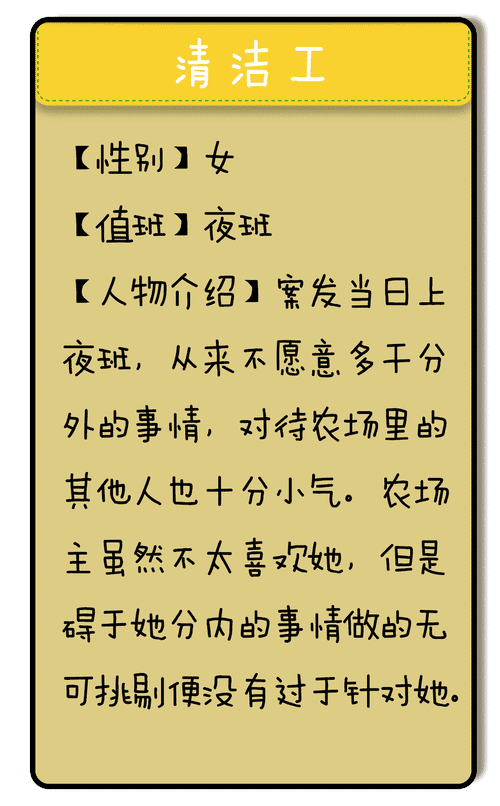 清洁工
【性别】女
【值班】夜班
【人物介绍】案发当日上
夜班，从来不愿意多干分
外的事情，对待农场里的
其他人也十分小气。农场
主虽然不太喜欢她，但是
碍于她分内的事情做的无
可挑剔便没有过于针对她。